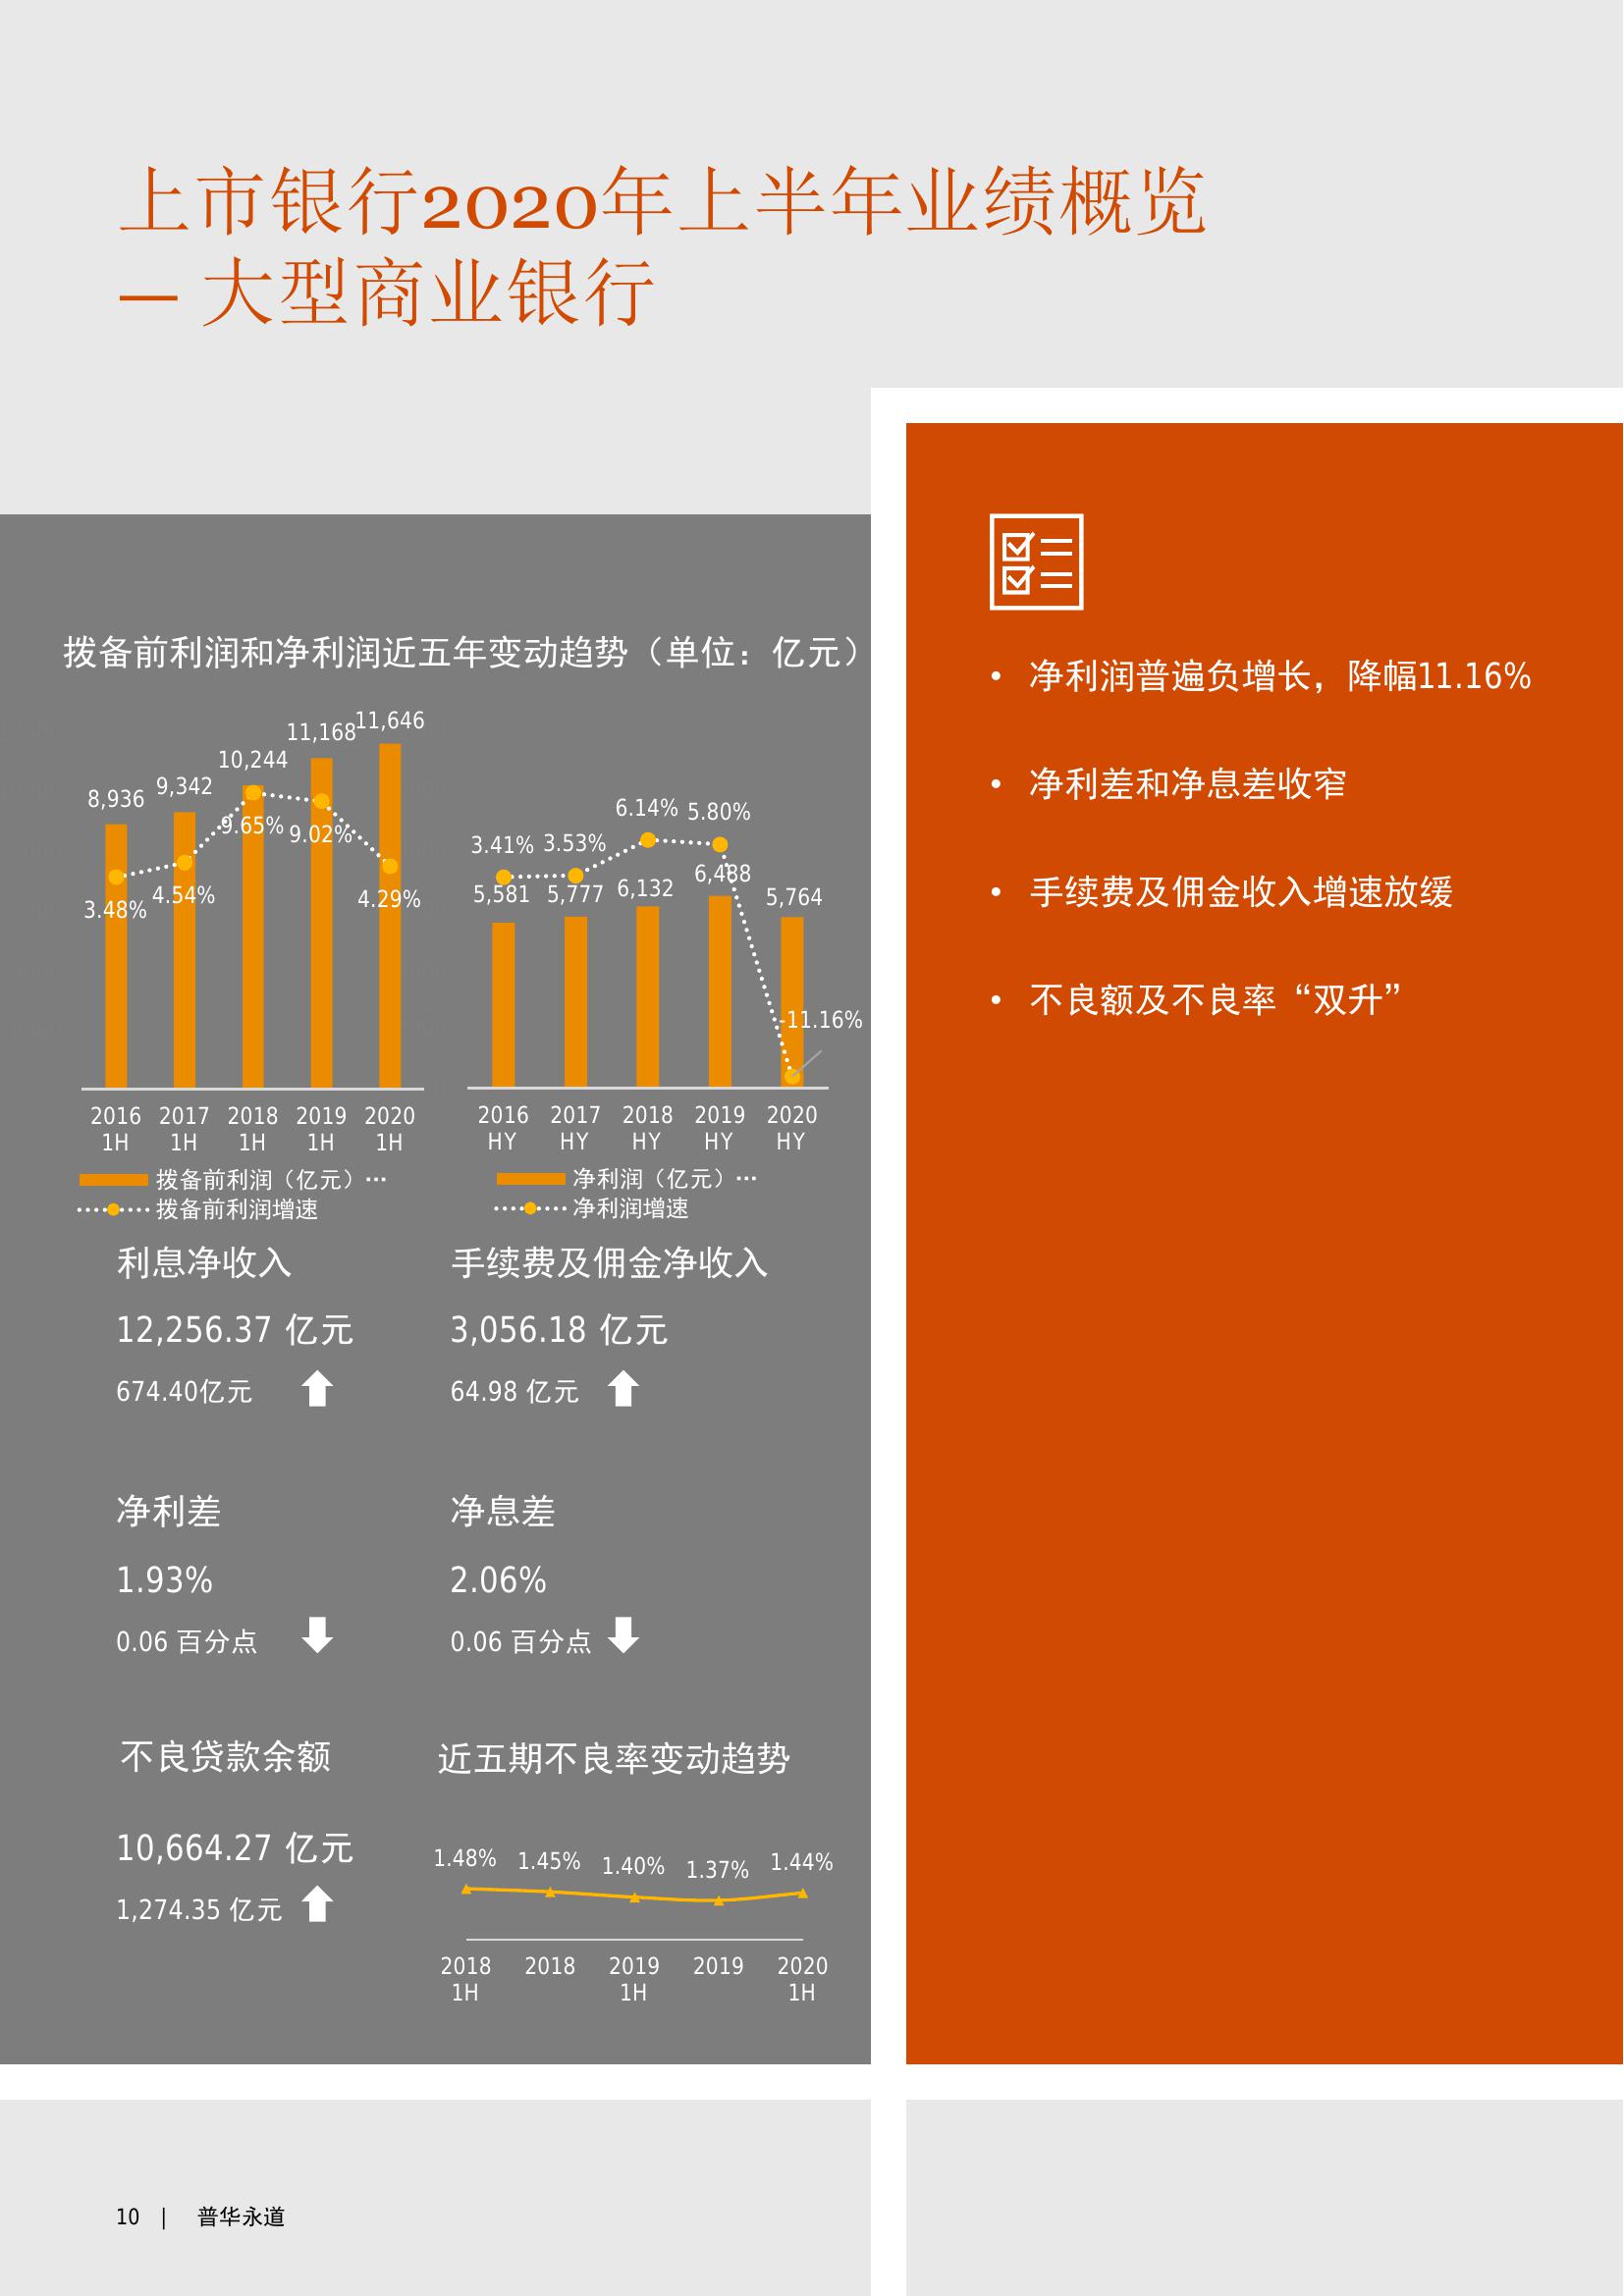 上市银行2020年上半年业绩概览
— 大型商业银行
拨备前利润和净利润近五年变动趋势（单位：亿元）
8,936 9,342 10,244 11,168 11,646
3.48% 4.54% 9.65% 9.02% 4.29%
2016 2017 2018 2019 2020
1H 1H 1H 1H 1H
拨备前利润（亿元）…
拨备前利润增速
3.41% 3.53% 6.14% 5.80% -11.16%
5,581 5,777 6,132 6,488 5,764
2016 2017 2018 2019 2020
HY HY HY HY HY
净利润（亿元）…
净利润增速
利息净收入
12,256.37 亿元
674.40亿元
手续费及佣金净收入
3,056.18 亿元
64.98 亿元
净利差
1.93%
0.06 百分点
净息差
2.06%
0.06 百分点
不良贷款余额
10,664.27 亿元
1,274.35 亿元
近五期不良率变动趋势
1.48% 1.45% 1.40% 1.37% 1.44%
2018 2018 2019 2019 2020
1H 1H 1H
• 净利润普遍负增长，降幅11.16%
• 净利差和净息差收窄
• 手续费及佣金收入增速放缓
• 不良额及不良率“双升”
10 | 普华永道